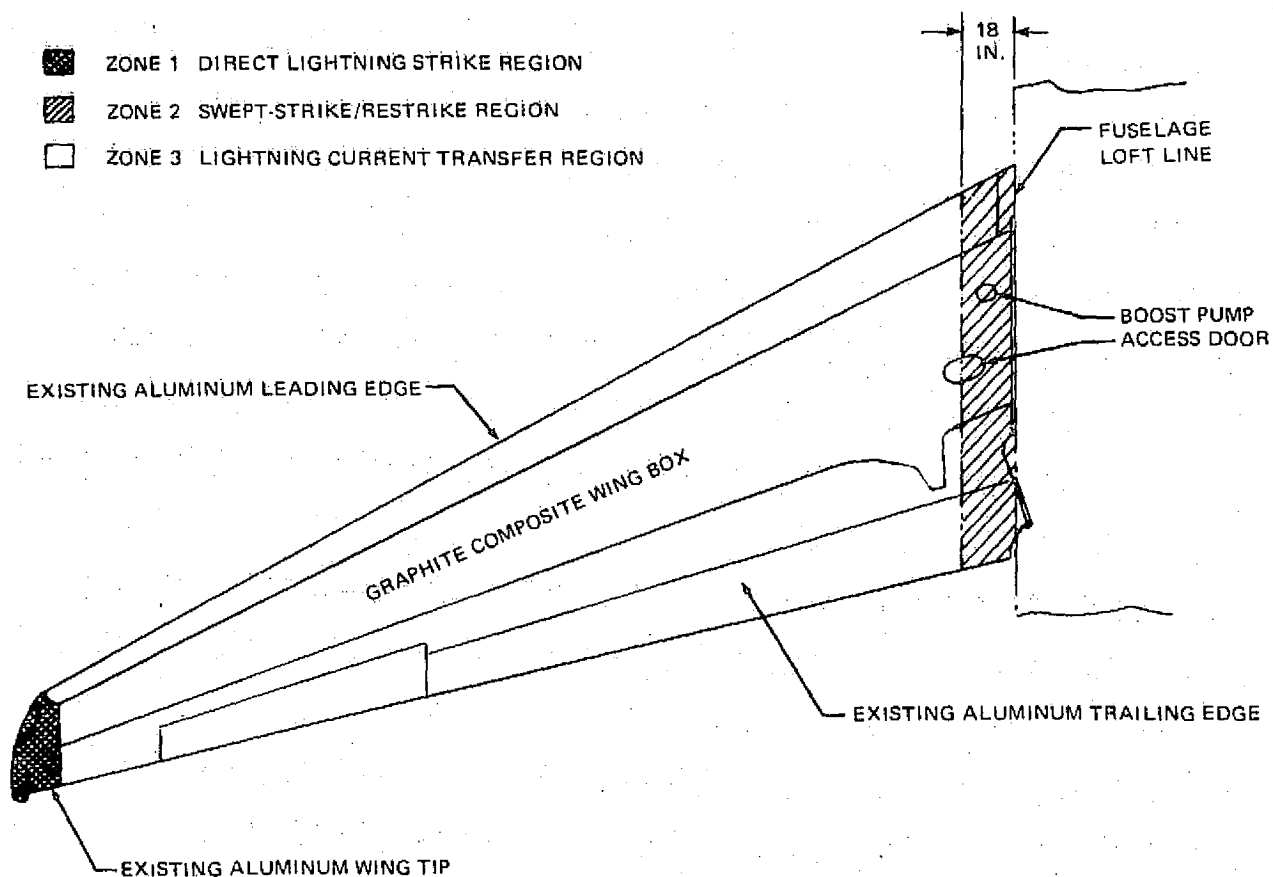 18
IN.
ZONE 1 DIRECT LIGHTNING STRIKE REGION
ZONE 2 SWEPT-STRIKE/RESTRIKE REGION
ZONE 3 LIGHTNING CURRENT TRANSFER REGION
FUSELAGE
LOFT LINE
BOOST PUMP
ACCESS DOOR
EXISTING ALUMINUM LEADING EDGE
GRAPHITE COMPOSITE WING BOX
EXISTING ALUMINUM TRAILING EDGE
EXISTING ALUMINUM WING TIP